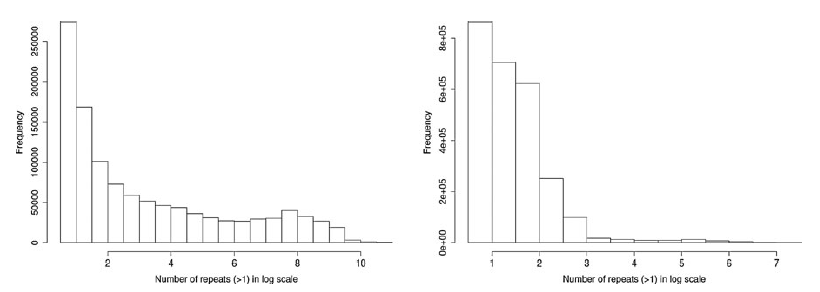 250000
200000
150000
100000
50000
0
Frequency
2
4
6
8
10
Number of repeats (>1) in log scale
8e+05
6e+05
4e+05
2e+05
0e+00
Frequency
1
2
3
4
5
6
7
Number of repeats (>1) in log scale